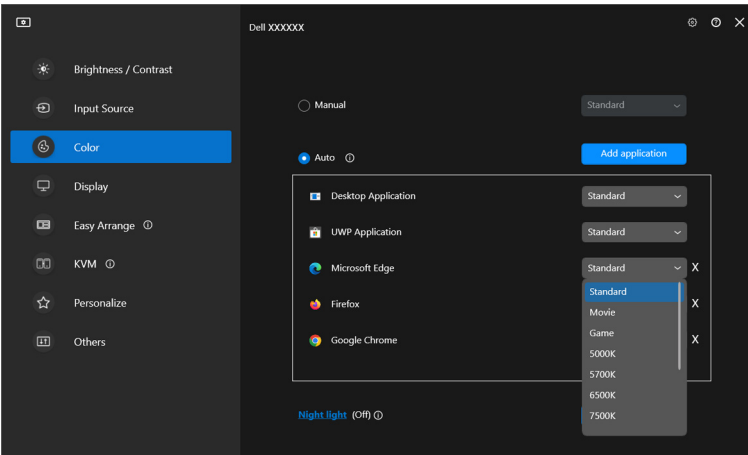 Dell XXXXXX
Brightness / Contrast
Input Source
Color
Display
Easy Arrange
KVM
Personalize
Others
Manual
Standard
Auto
Add application
Desktop Application
Standard
UWP Application
Standard
Microsoft Edge
Standard
X
Firefox
X
Google Chrome
X
Standard
Movie
Game
5000K
5700K
6500K
7500K
Night light (Off)